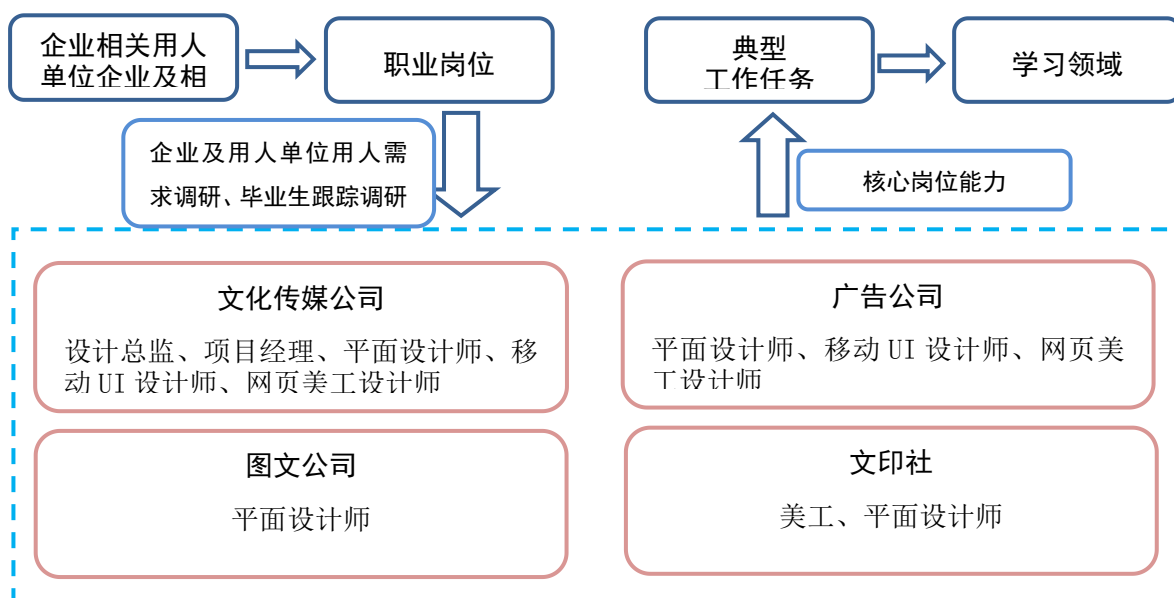 企业相关用人
单位企业及相
职业岗位
典型
工作任务
学习领域
企业及用人单位用人需
求调研、毕业生跟踪调研
核心岗位能力
文化传媒公司
设计总监、项目经理、平面设计师、移
动 UI 设计师、网页美工设计师
广告公司
平面设计师、移动 UI 设计师、网页美
工设计师
图文公司
平面设计师
文印社
美工、平面设计师